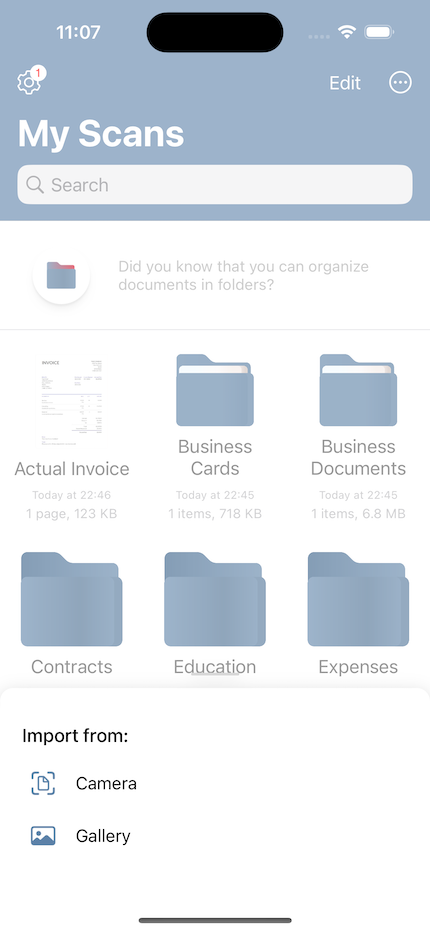 11:07
1
Edit
My Scans
Search
Did you know that you can organize
documents in folders?
INVOICE
Actual Invoice
Today at 22:46
1 page, 123 KB
Business
Cards
Today at 22:45
1 items, 718 KB
Business
Documents
Today at 22:45
1 items, 6.8 MB
Contracts
Education
Expenses
Import from:
Camera
Gallery